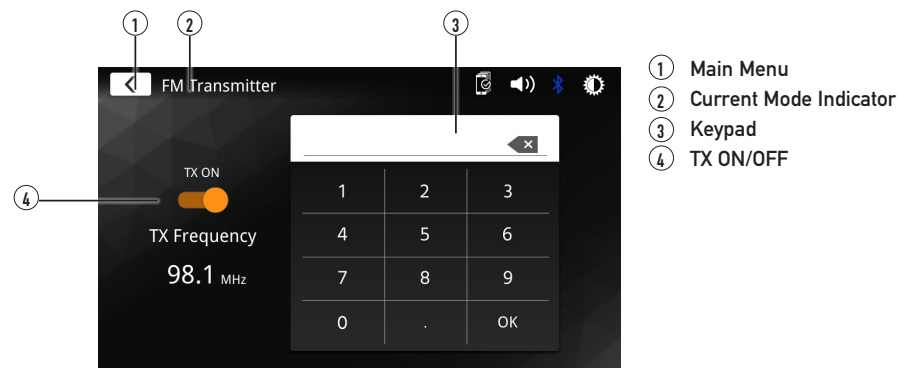 1 2 3
FM Transmitter
TX ON
4
TX Frequency
98.1 MHz
1 2 3
4 5 6
7 8 9
0 . OK
1 Main Menu
2 Current Mode Indicator
3 Keypad
4 TX ON/OFF